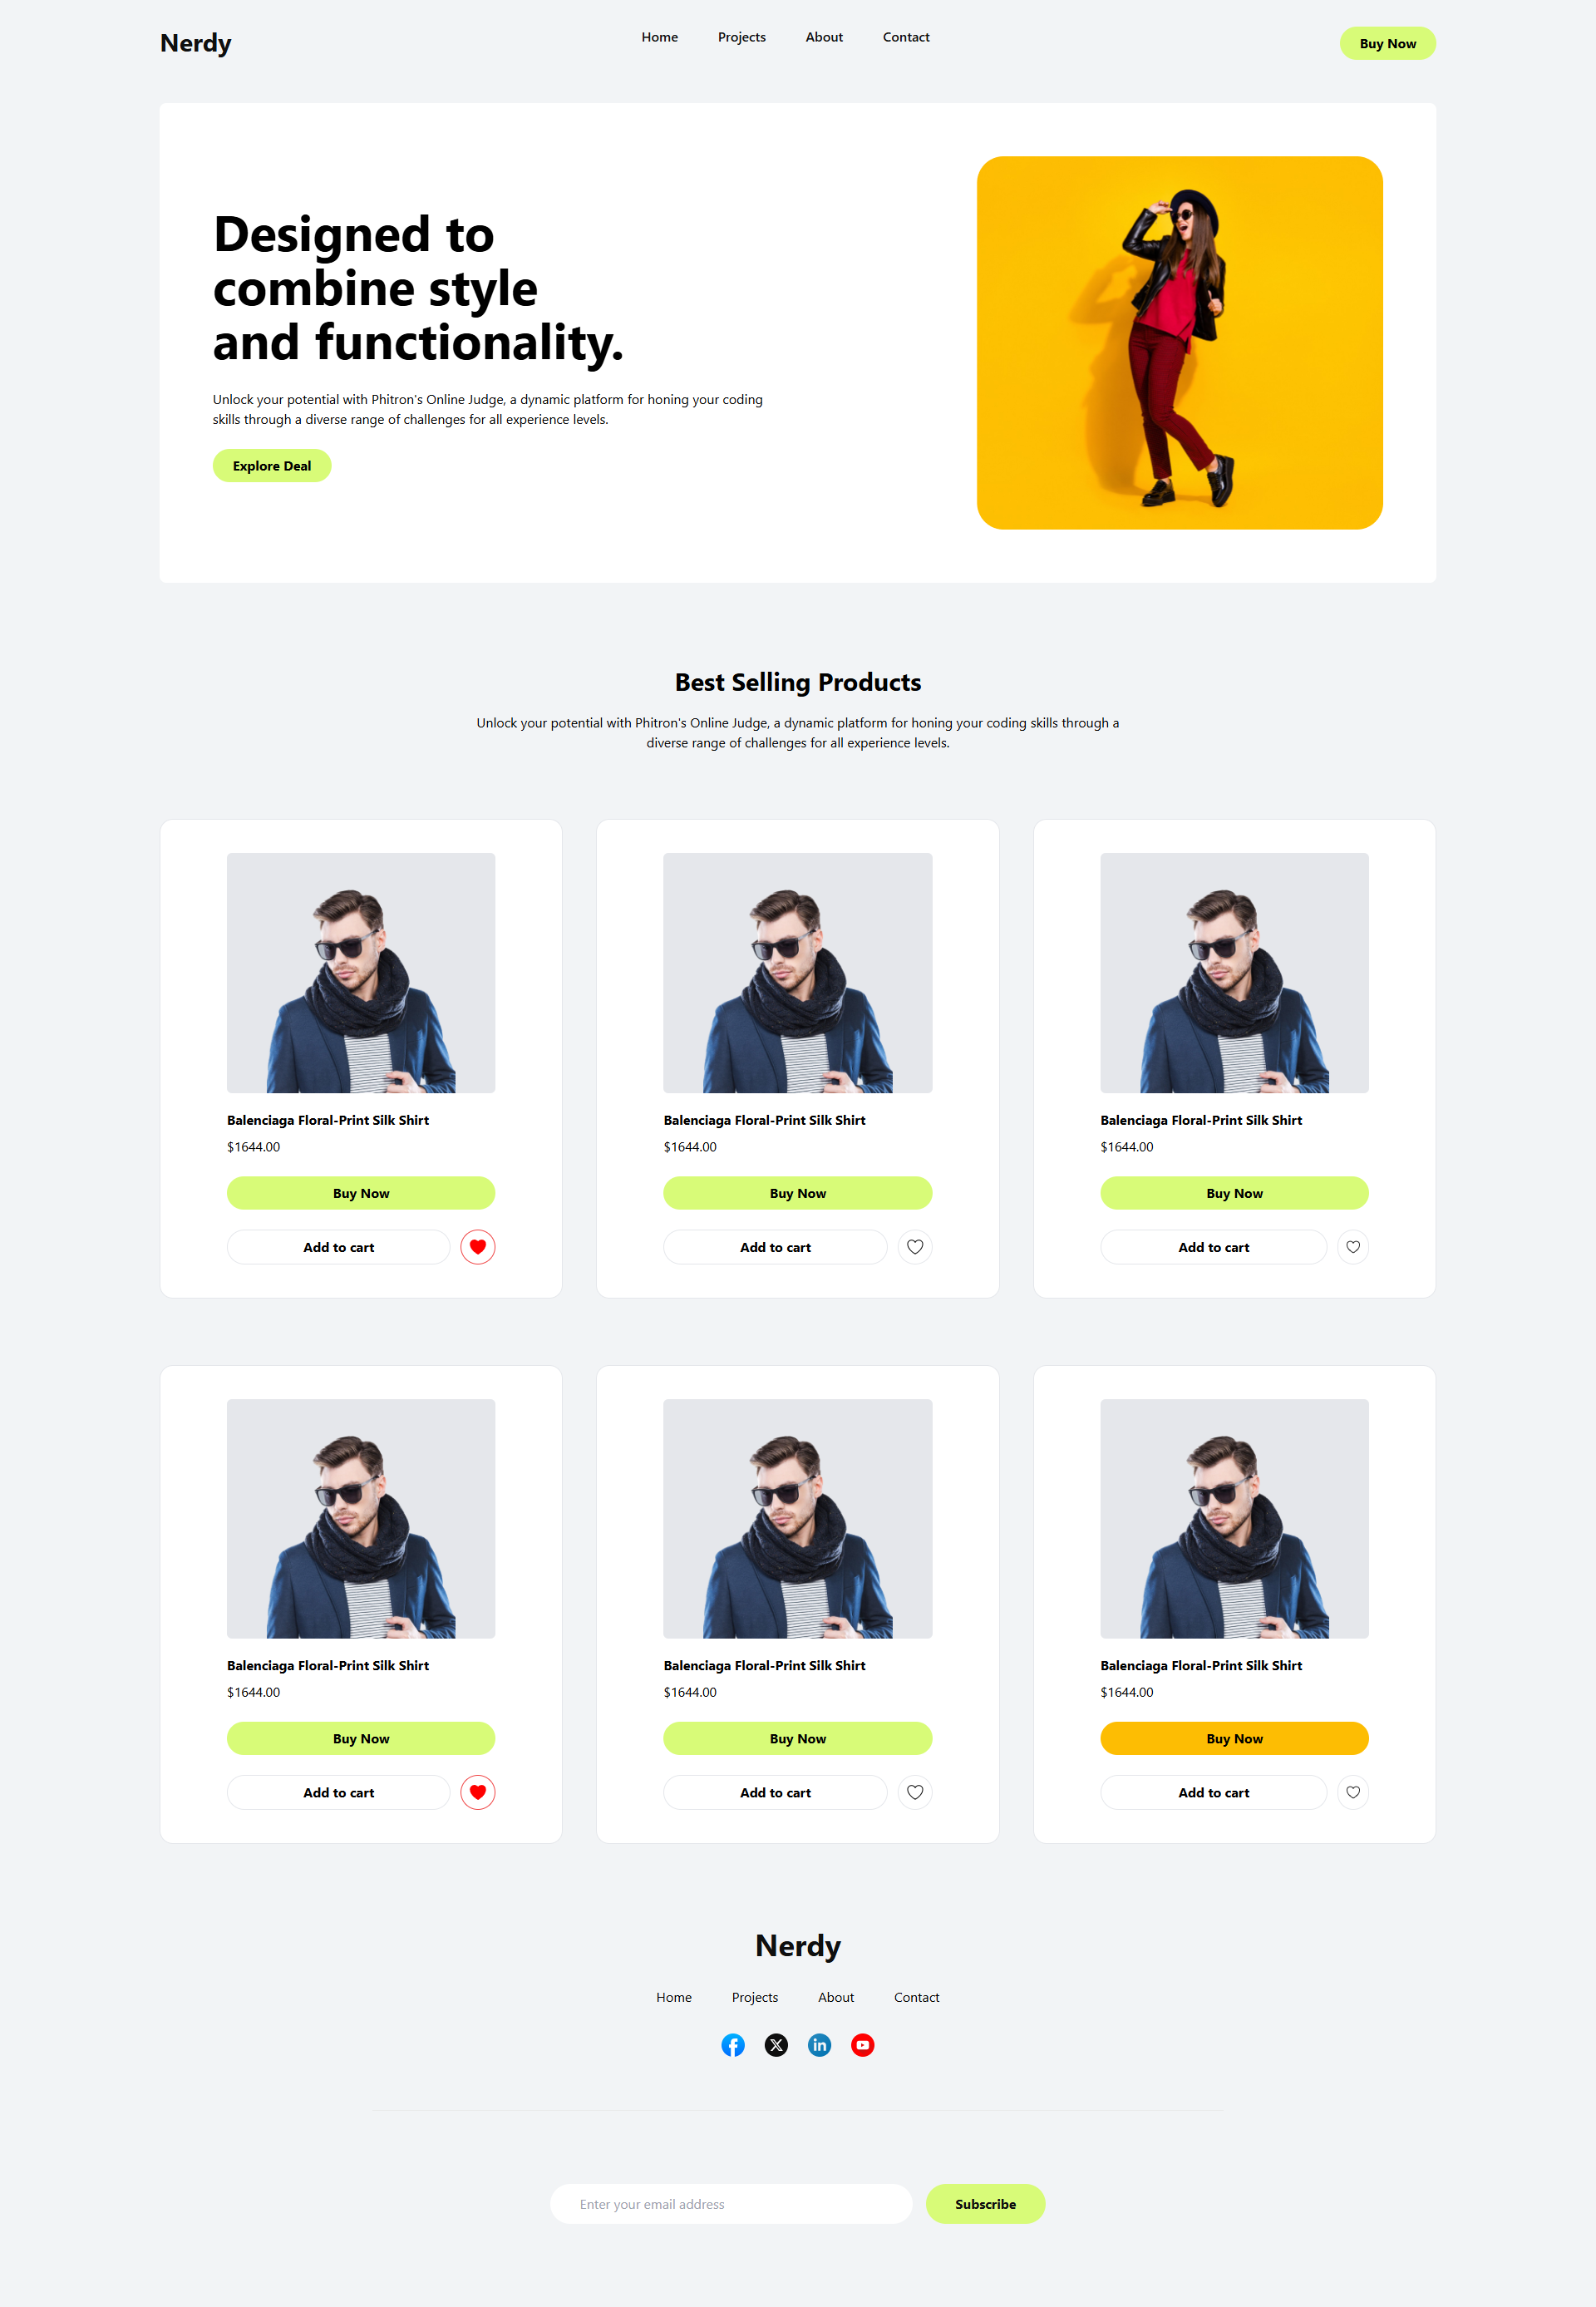 Nerdy
Home Projects About Contact
Buy Now
Designed to
combine style
and functionality.
Unlock your potential with Phitron's Online Judge, a dynamic platform for honing your coding
skills through a diverse range of challenges for all experience levels.
Explore Deal
Best Selling Products
Unlock your potential with Phitron's Online Judge, a dynamic platform for honing your coding skills through a
diverse range of challenges for all experience levels.
Balenciaga Floral-Print Silk Shirt
$1644.00
Buy Now
Add to cart
Balenciaga Floral-Print Silk Shirt
$1644.00
Buy Now
Add to cart
Balenciaga Floral-Print Silk Shirt
$1644.00
Buy Now
Add to cart
Balenciaga Floral-Print Silk Shirt
$1644.00
Buy Now
Add to cart
Balenciaga Floral-Print Silk Shirt
$1644.00
Buy Now
Add to cart
Balenciaga Floral-Print Silk Shirt
$1644.00
Buy Now
Add to cart
Nerdy
Home Projects About Contact
Enter your email address
Subscribe